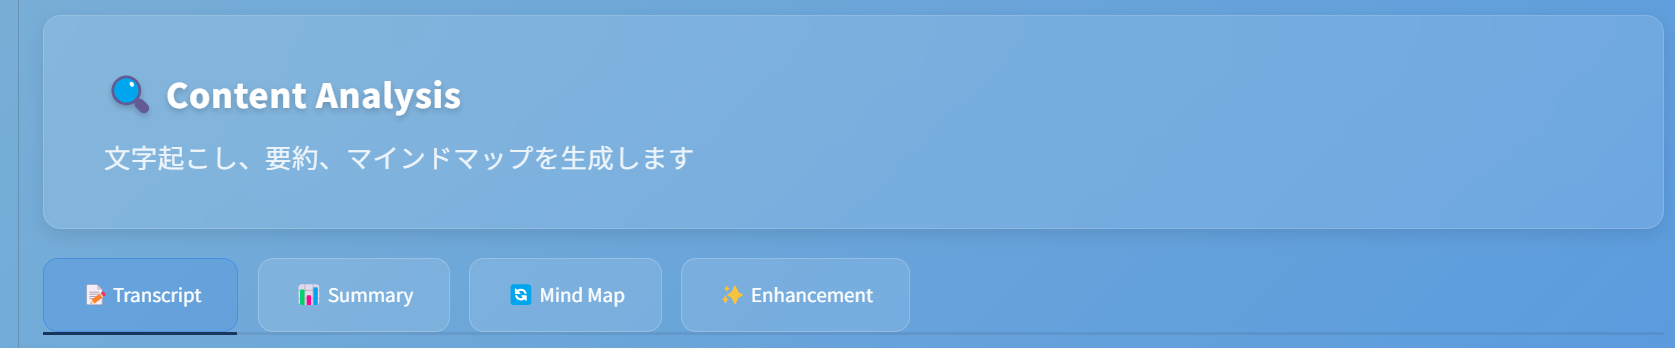 Content Analysis
文字起こし、要約、マインドマップを生成します
Transcript
Summary
Mind Map
Enhancement